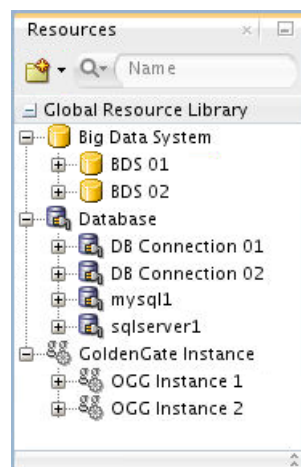 Resources
Name
Global Resource Library
Big Data System
BDS 01
BDS 02
Database
DB Connection 01
DB Connection 02
mysql1
sqlserver1
GoldenGate Instance
OGG Instance 1
OGG Instance 2